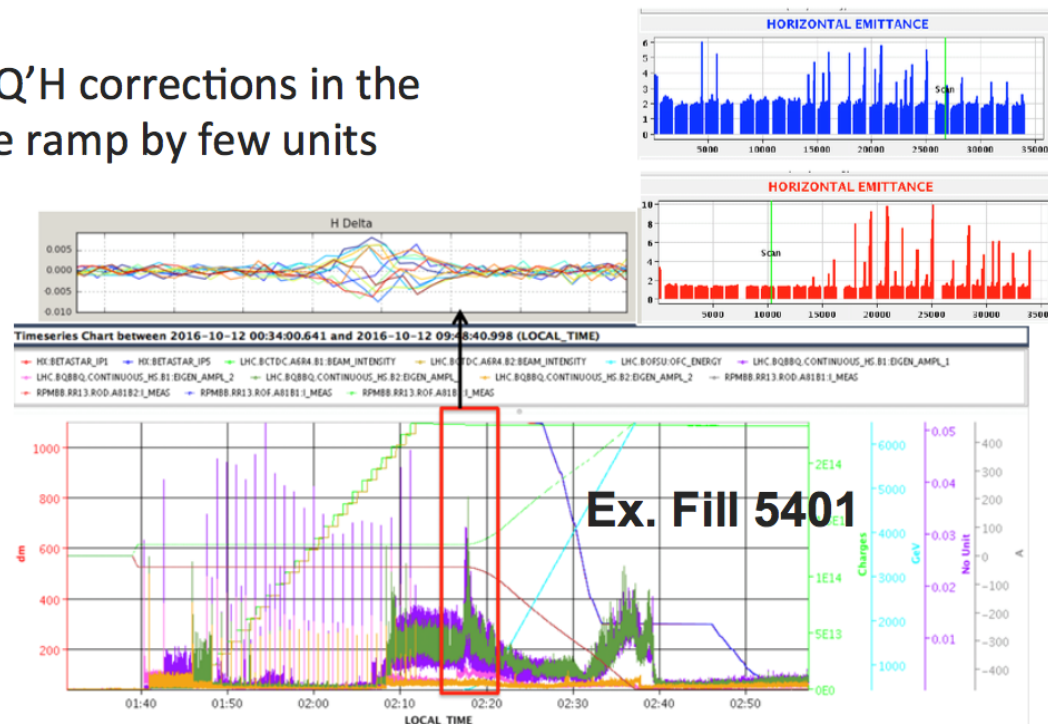 Q'H corrections in the
e ramp by few units
HORIZONTAL EMITTANCE
6
5
4
3
2
1
0
Scan
5000 10000 15000 20000 25000 30000 35000
HORIZONTAL EMITTANCE
10
8
6
4
2
0
Scan
5000 10000 15000 20000 25000 30000 35000
H Delta
0.005
0.000
-0.005
-0.010
Timeseries Chart between 2016-10-12 00:34:00.641 and 2016-10-12 09:48:40.998 (LOCAL_TIME)
HX:BETASTAR_IP1 HX:BETASTAR_IP5 LHC.BCTDC.A6R4.B1:BEAM_INTENSITY LHC.BCTDC.A6R4.B2:BEAM_INTENSITY LHC.BOFSU:OFC_ENERGY LHC.BQBBQ.CONTINUOUS_HS.B1:EIGEN_AMPL_1
LHC.BQBBQ.CONTINUOUS_HS.B1:EIGEN_AMPL_2 LHC.BQBBQ.CONTINUOUS_HS.B2:EIGEN_AMPL_ LHC.BQBBQ.CONTINUOUS_HS.B2:EIGEN_AMPL_2 RPMBB.RR13.ROD.A81B1:I_MEAS
RPMBB.RR13.ROD.A81B2:I_MEAS RPMBB.RR13.ROF.A81B1:I_MEAS RPMBB.RR13.ROF.A81B2:I_MEAS
1000
800
600
400
200
dm
Ex. Fill 5401
2E14
1E14
5E13
0E0
Charges
6000
5000
4000
3000
2000
1000
GeV
0.05
0.04
0.03
0.02
0.01
No Unit
400
300
200
100
0
-100
-200
-300
-400
A
01:40 01:50 02:00 02:10 02:20 02:30 02:40 02:50
LOCAL_TIME